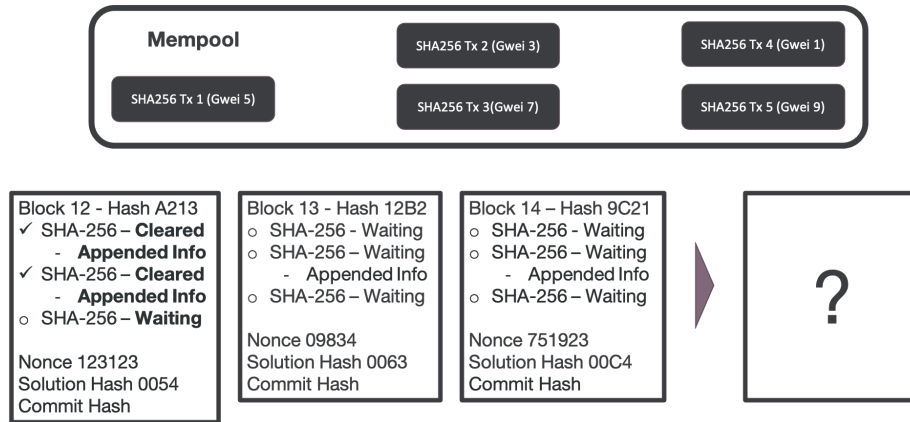 Mempool
SHA256 Tx 2 (Gwei 3)
SHA256 Tx 4 (Gwei 1)
SHA256 Tx 1 (Gwei 5)
SHA256 Tx 3(Gwei 7)
SHA256 Tx 5 (Gwei 9)
Block 12 - Hash A213
✓ SHA-256 – Cleared
- Appended Info
✓ SHA-256 – Cleared
- Appended Info
○ SHA-256 – Waiting
Nonce 123123
Solution Hash 0054
Commit Hash
Block 13 - Hash 12B2
○ SHA-256 - Waiting
○ SHA-256 – Waiting
- Appended Info
○ SHA-256 – Waiting
Nonce 09834
Solution Hash 0063
Commit Hash
Block 14 – Hash 9C21
○ SHA-256 - Waiting
○ SHA-256 – Waiting
- Appended Info
○ SHA-256 – Waiting
Nonce 751923
Solution Hash 00C4
Commit Hash
?